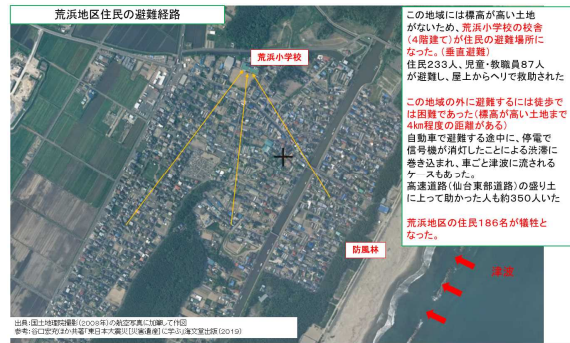 荒浜地区住民の避難経路
荒浜小学校
防風林
津波
この地域には標高が高い土地
がないため、荒浜小学校の校舎
(4階建て)が住民の避難場所に
なった。(垂直避難)
住民233人、児童・教職員87人
が避難し、屋上からヘリで救助された
この地域の外に避難するには徒歩で
は困難であった(標高が高い土地まで
4km程度の距離がある)
自動車で避難する途中に、停電で
信号機が消灯したことによる渋滞に
巻き込まれ、車ごと津波に流される
ケースもあった。
高速道路(仙台東部道路)の盛り土
に上って助かった人も約350人いた
荒浜地区の住民186名が犠牲と
なった。
出典:国土地理院撮影(2008年)の航空写真に加筆して作図
参考:谷口宏充ほか共著「東日本大震災[災害遺産]に学ぶ」海文堂出版(2019)